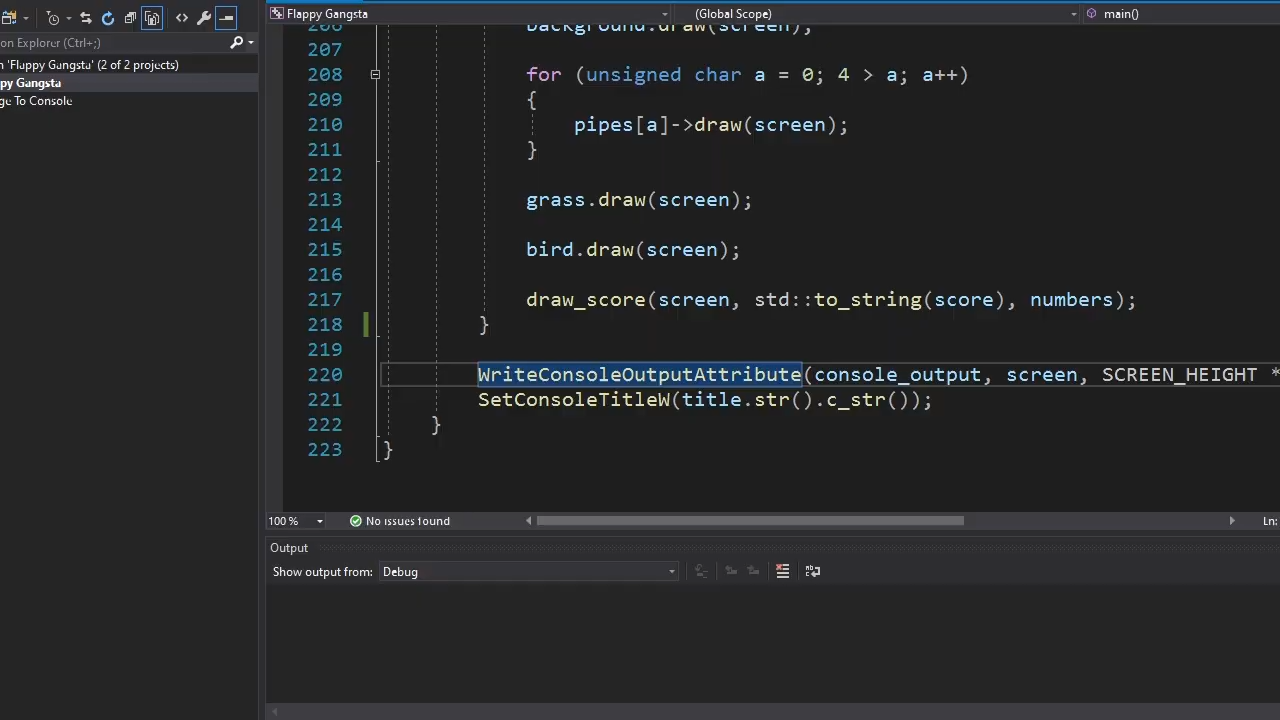 Flappy Gangsta
(Global Scope)
main()
on Explorer (Ctrl+;)
n 'Fluppy Gangsta' (2 of 2 projects)
ppy Gangsta
ge To Console
206 background.draw(screen);
207
208 for (unsigned char a = 0; 4 > a; a++)
209 {
210 pipes[a]->draw(screen);
211 }
212
213 grass.draw(screen);
214
215 bird.draw(screen);
216
217 draw_score(screen, std::to_string(score), numbers);
218 }
219
220 WriteConsoleOutputAttribute(console_output, screen, SCREEN_HEIGHT *
221 SetConsoleTitleW(title.str().c_str());
222 }
223 }
100 %
No issues found
Ln:
Output
Show output from: Debug